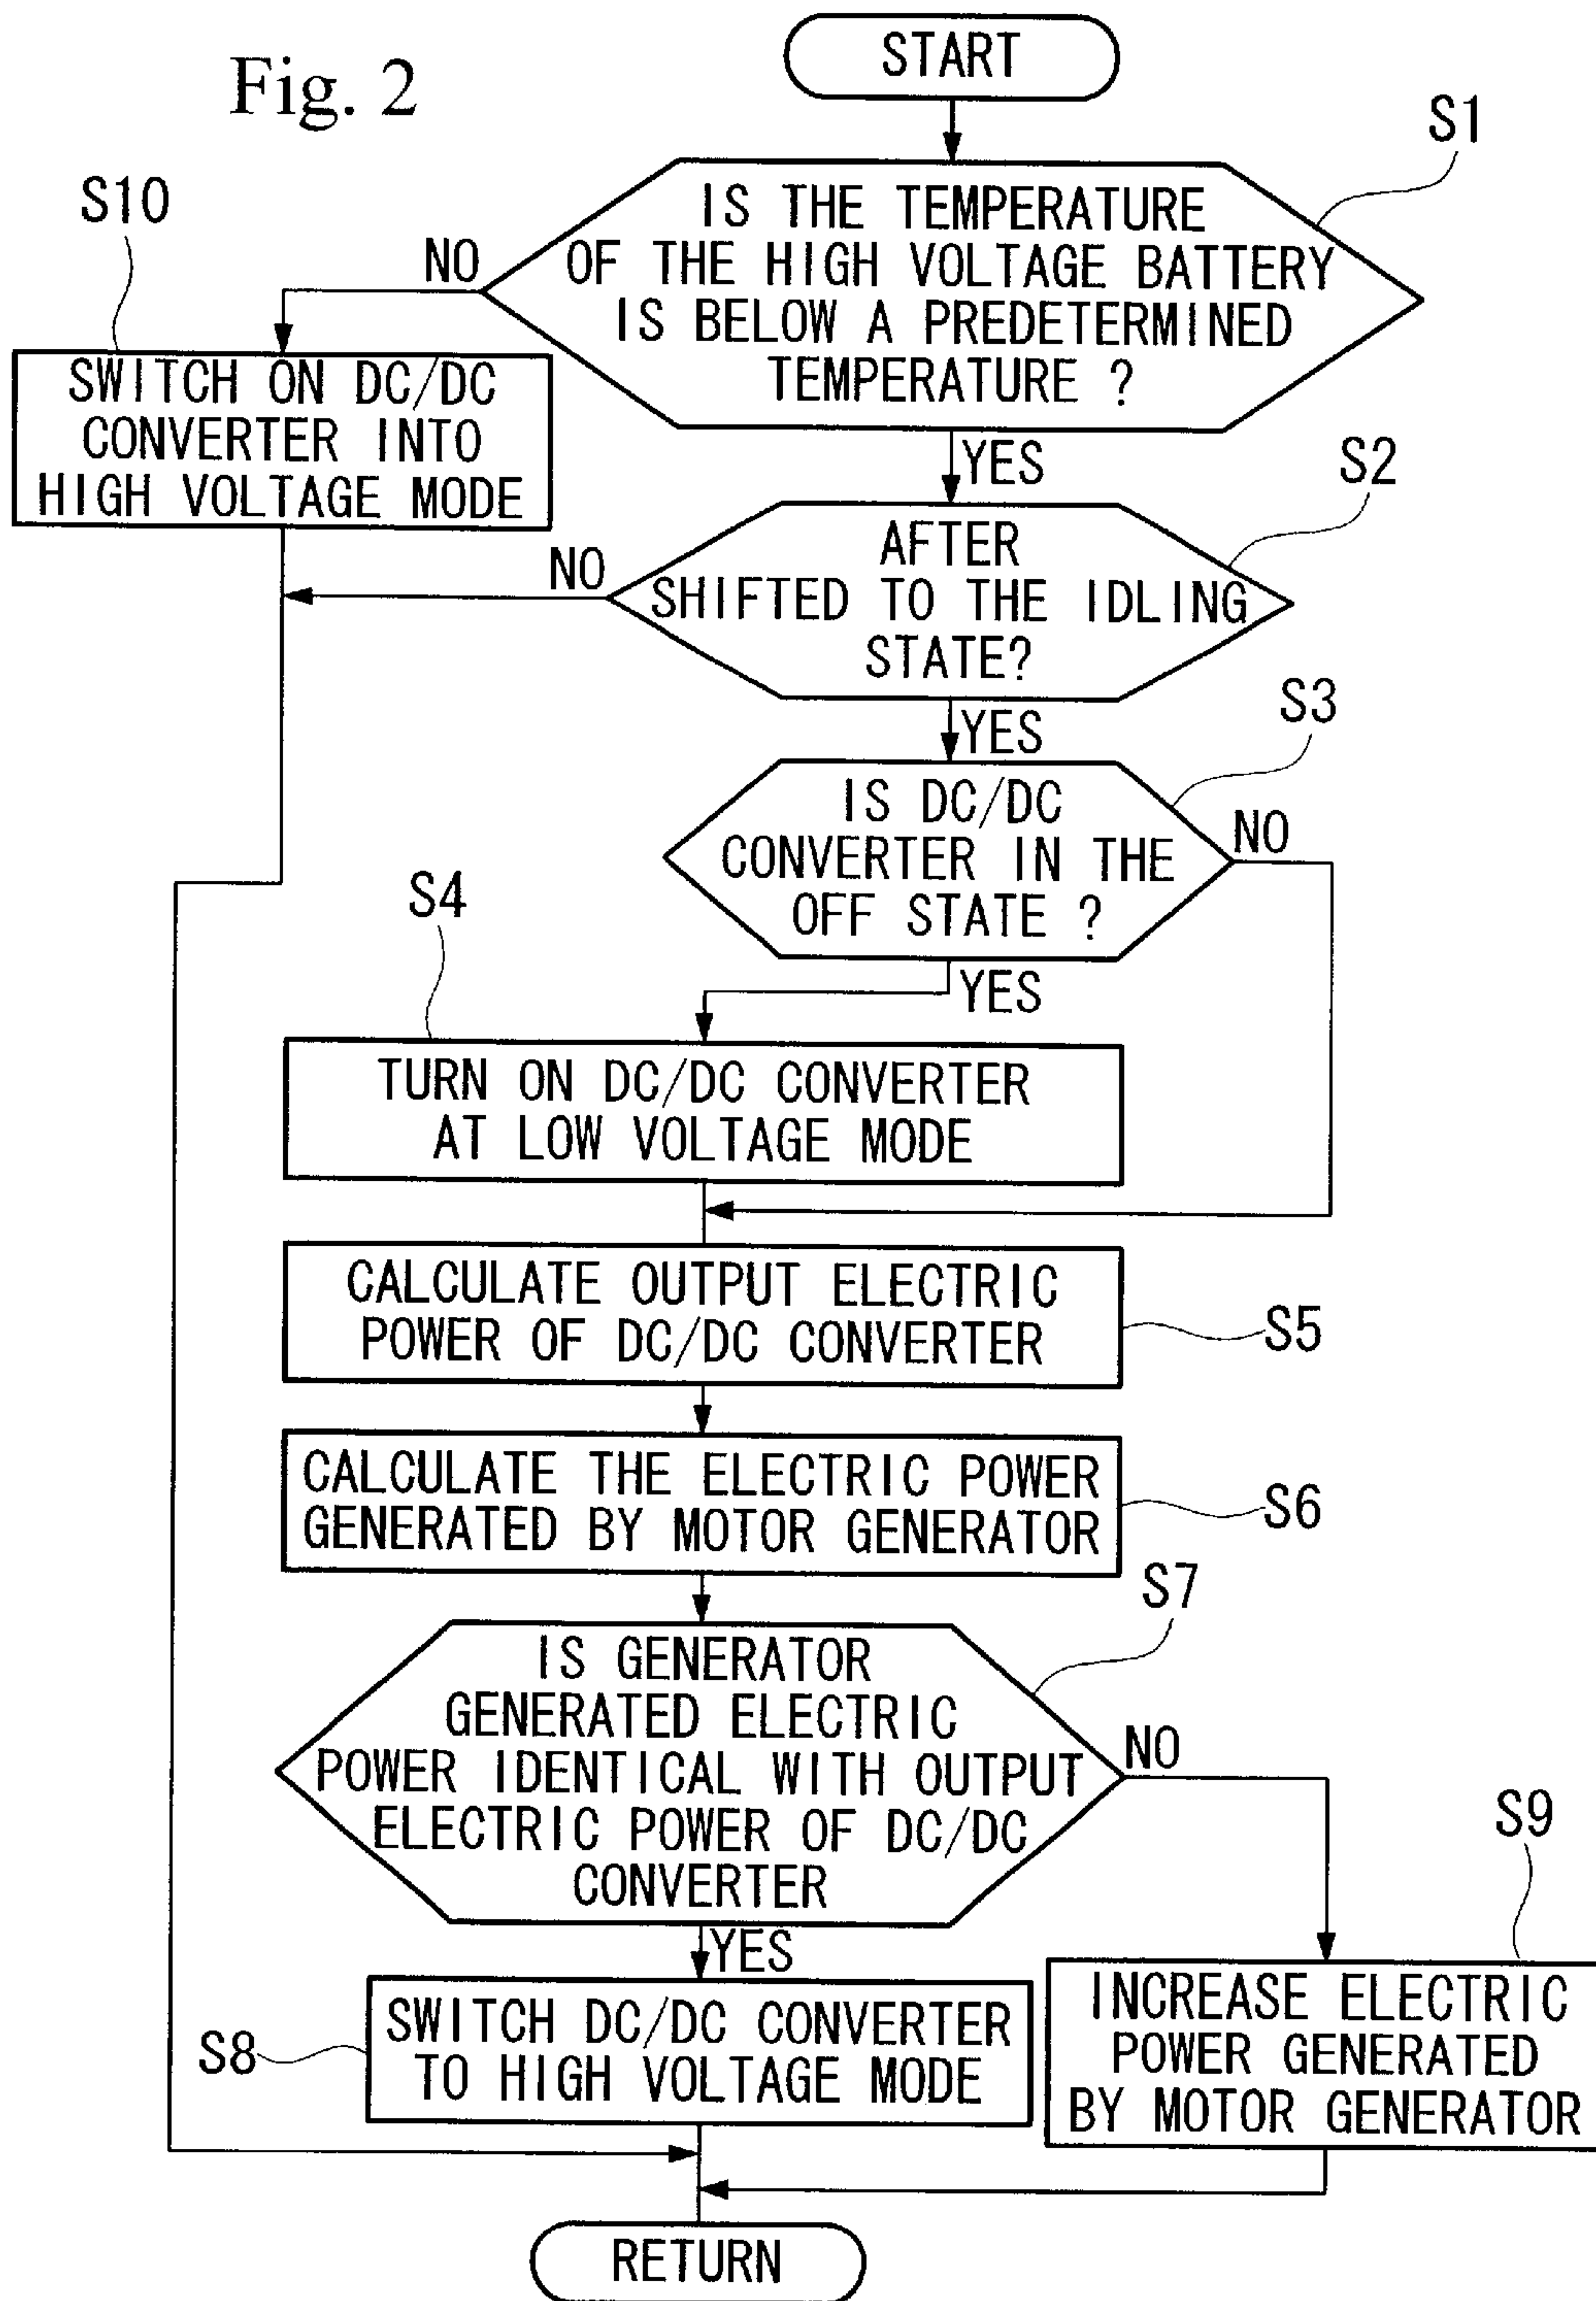 Fig. 2
START
S1
IS THE TEMPERATURE
OF THE HIGH VOLTAGE BATTERY
IS BELOW A PREDETERMINED
TEMPERATURE ?
NO
S10
SWITCH ON DC/DC
CONVERTER INTO
HIGH VOLTAGE MODE
YES
S2
AFTER
SHIFTED TO THE IDLING
STATE?
NO
YES
S3
IS DC/DC
CONVERTER IN THE
OFF STATE ?
NO
YES
S4
TURN ON DC/DC CONVERTER
AT LOW VOLTAGE MODE
CALCULATE OUTPUT ELECTRIC
POWER OF DC/DC CONVERTER
S5
CALCULATE THE ELECTRIC POWER
GENERATED BY MOTOR GENERATOR
S6
S7
IS GENERATOR
GENERATED ELECTRIC
POWER IDENTICAL WITH OUTPUT
ELECTRIC POWER OF DC/DC
CONVERTER
NO
YES
S9
INCREASE ELECTRIC
POWER GENERATED
BY MOTOR GENERATOR
S8
SWITCH DC/DC CONVERTER
TO HIGH VOLTAGE MODE
RETURN